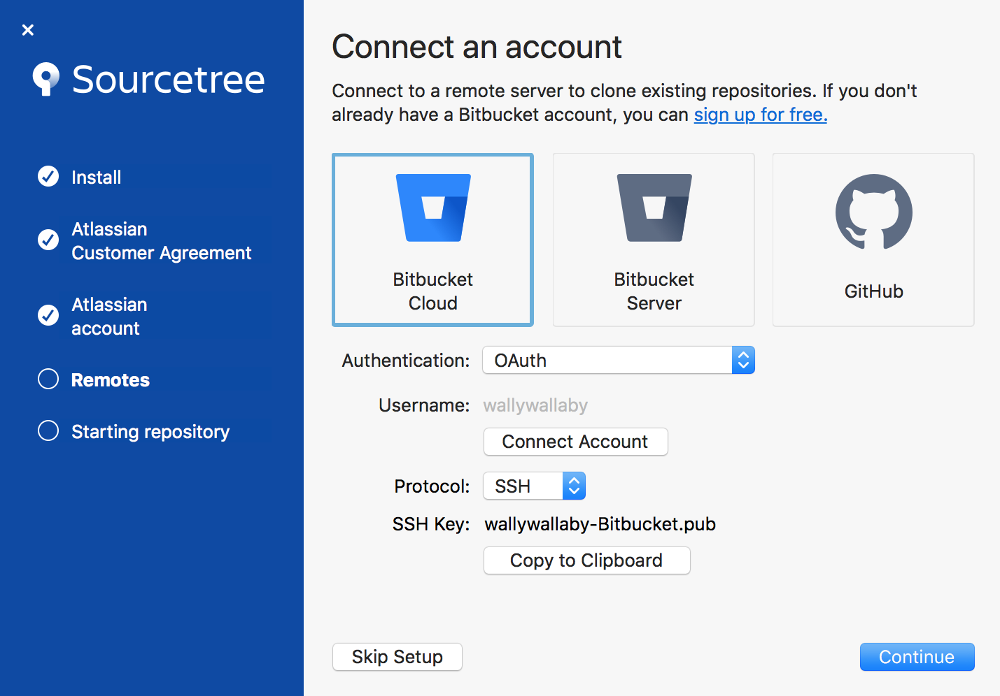 Sourcetree
Install
Atlassian
Customer Agreement
Atlassian
account
Remotes
Starting repository
Connect an account
Connect to a remote server to clone existing repositories. If you don't
already have a Bitbucket account, you can sign up for free.
Bitbucket
Cloud
Bitbucket
Server
GitHub
Authentication: OAuth
Username: wallywallaby
Connect Account
Protocol: SSH
SSH Key: wallywallaby-Bitbucket.pub
Copy to Clipboard
Skip Setup
Continue